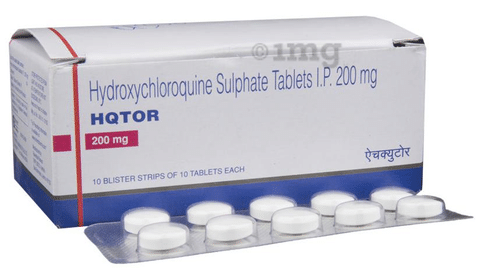 ©1mg
Hydroxychloroquine Sulphate Tablets I.P. 200 mg
HQTOR
200 mg
ऐचक्युटोर
10 BLISTER STRIPS OF 10 TABLETS EACH